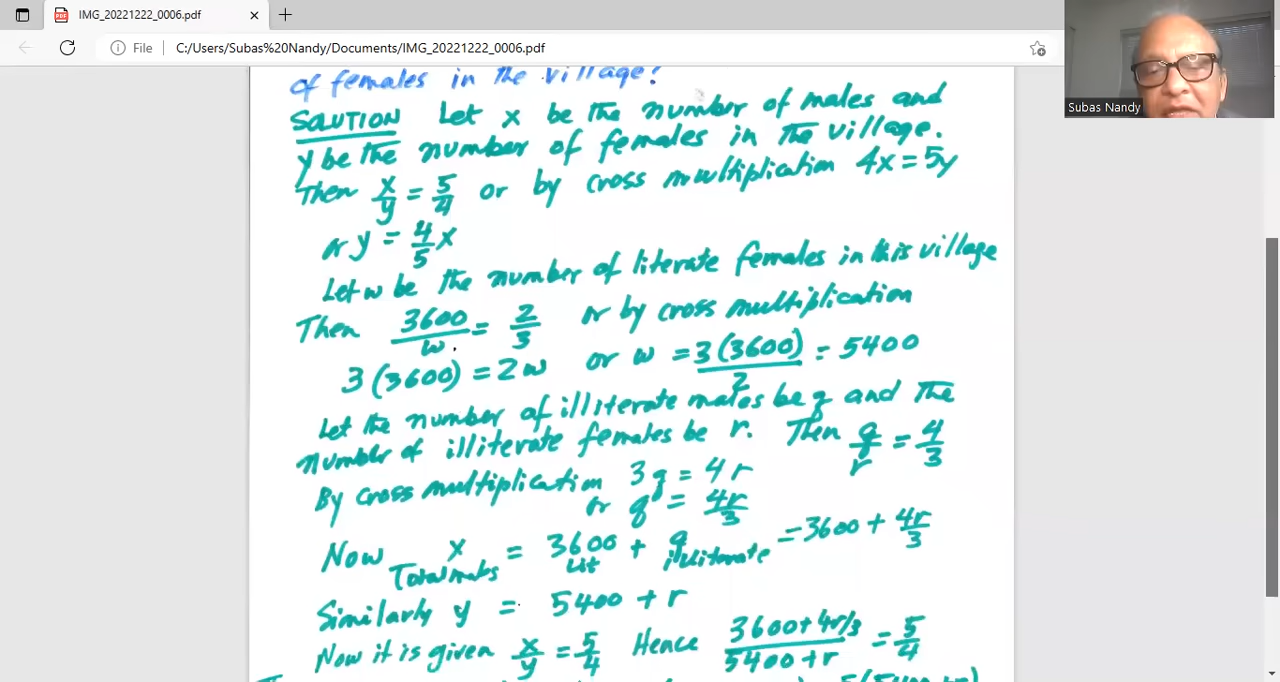 IMG_20221222_0006.pdf
File
C:/Users/Subas%20Nandy/Documents/IMG_20221222_0006.pdf
Subas Nandy
of females in the village?
SOLUTION Let x be the number of males and
y be the number of females in the village.
Then x/y = 5/4 or by cross multiplication 4x = 5y
or y = 4/5 x
Let w be the number of literate females in this village
Then 3600/w = 2/3 or by cross multiplication
3(3600) = 2w or w = 3(3600)/2 = 5400
Let the number of illiterate males be q and the
number of illiterate females be r. Then q/r = 4/3
By cross multiplication 3q = 4r
or q = 4r/3
Now x = 3600 + q = 3600 + 4r/3
Total males Lit illiterate
Similarly y = 5400 + r
Now it is given x/y = 5/4 Hence (3600+4r/3)/(5400+r) = 5/4